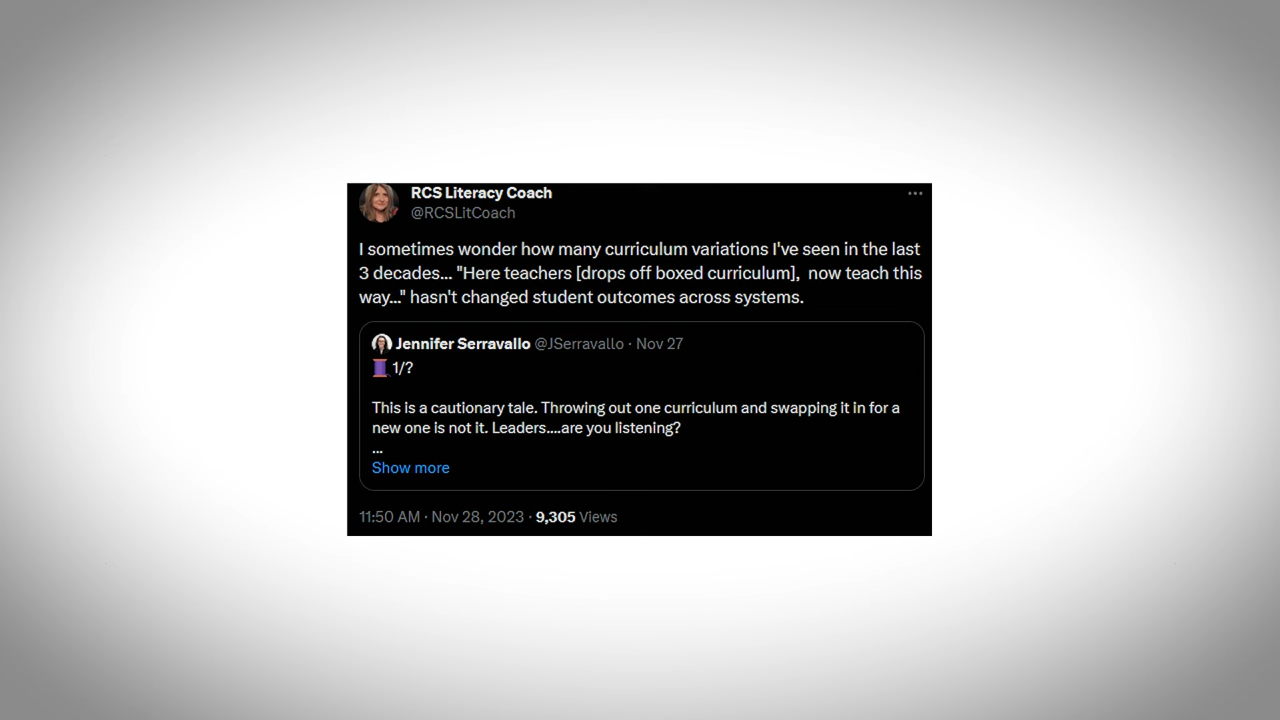 RCS Literacy Coach
@RCSLitCoach
I sometimes wonder how many curriculum variations I've seen in the last
3 decades... "Here teachers [drops off boxed curriculum],  now teach this
way..." hasn't changed student outcomes across systems.
Jennifer Serravallo @JSerravallo · Nov 27
🧵1/?
This is a cautionary tale. Throwing out one curriculum and swapping it in for a
new one is not it. Leaders....are you listening?
...
Show more
11:50 AM · Nov 28, 2023 · 9,305 Views